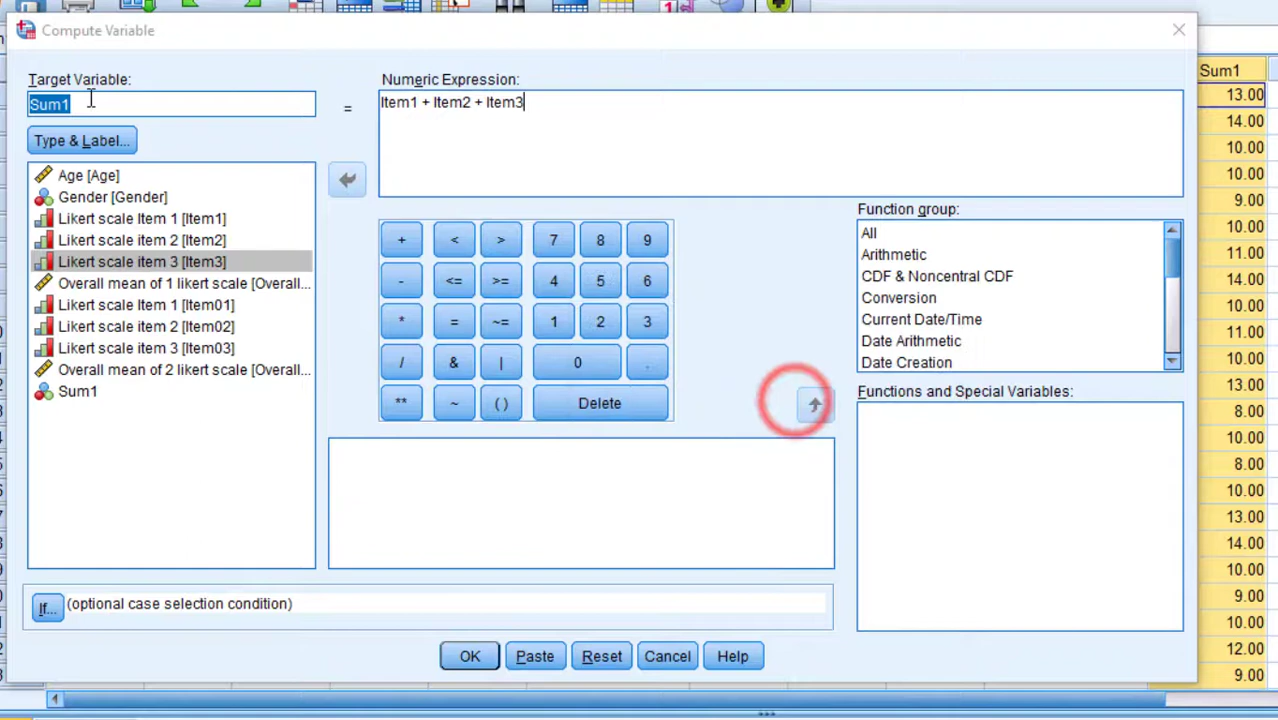 Compute Variable
Target Variable:
Sum1
=
Numeric Expression:
Item1 + Item2 + Item3
Type & Label...
Age [Age]
Gender [Gender]
Likert scale Item 1 [Item1]
Likert scale item 2 [Item2]
Likert scale item 3 [Item3]
Overall mean of 1 likert scale [Overall...
Likert scale Item 1 [Item01]
Likert scale item 2 [Item02]
Likert scale item 3 [Item03]
Overall mean of 2 likert scale [Overall...
Sum1
+ < > 7 8 9
- <= >= 4 5 6
* = ~= 1 2 3
/ & | 0 .
** ~ ( ) Delete
Function group:
All
Arithmetic
CDF & Noncentral CDF
Conversion
Current Date/Time
Date Arithmetic
Date Creation
Functions and Special Variables:
If... (optional case selection condition)
OK Paste Reset Cancel Help
Sum1
13.00
14.00
10.00
10.00
9.00
10.00
11.00
14.00
10.00
11.00
10.00
13.00
8.00
10.00
8.00
10.00
13.00
14.00
10.00
9.00
10.00
12.00
9.00